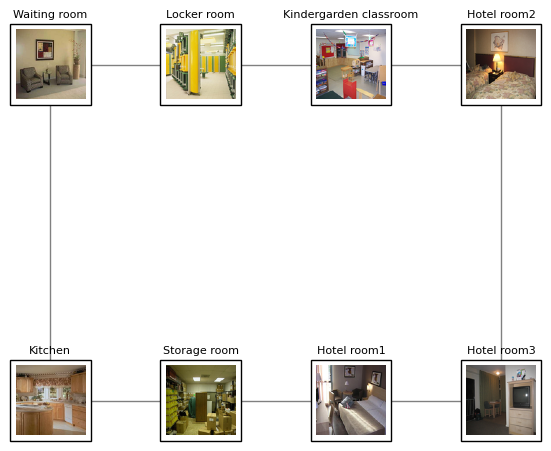 Waiting room
Locker room
Kindergarden classroom
Hotel room2
Kitchen
Storage room
Hotel room1
Hotel room3